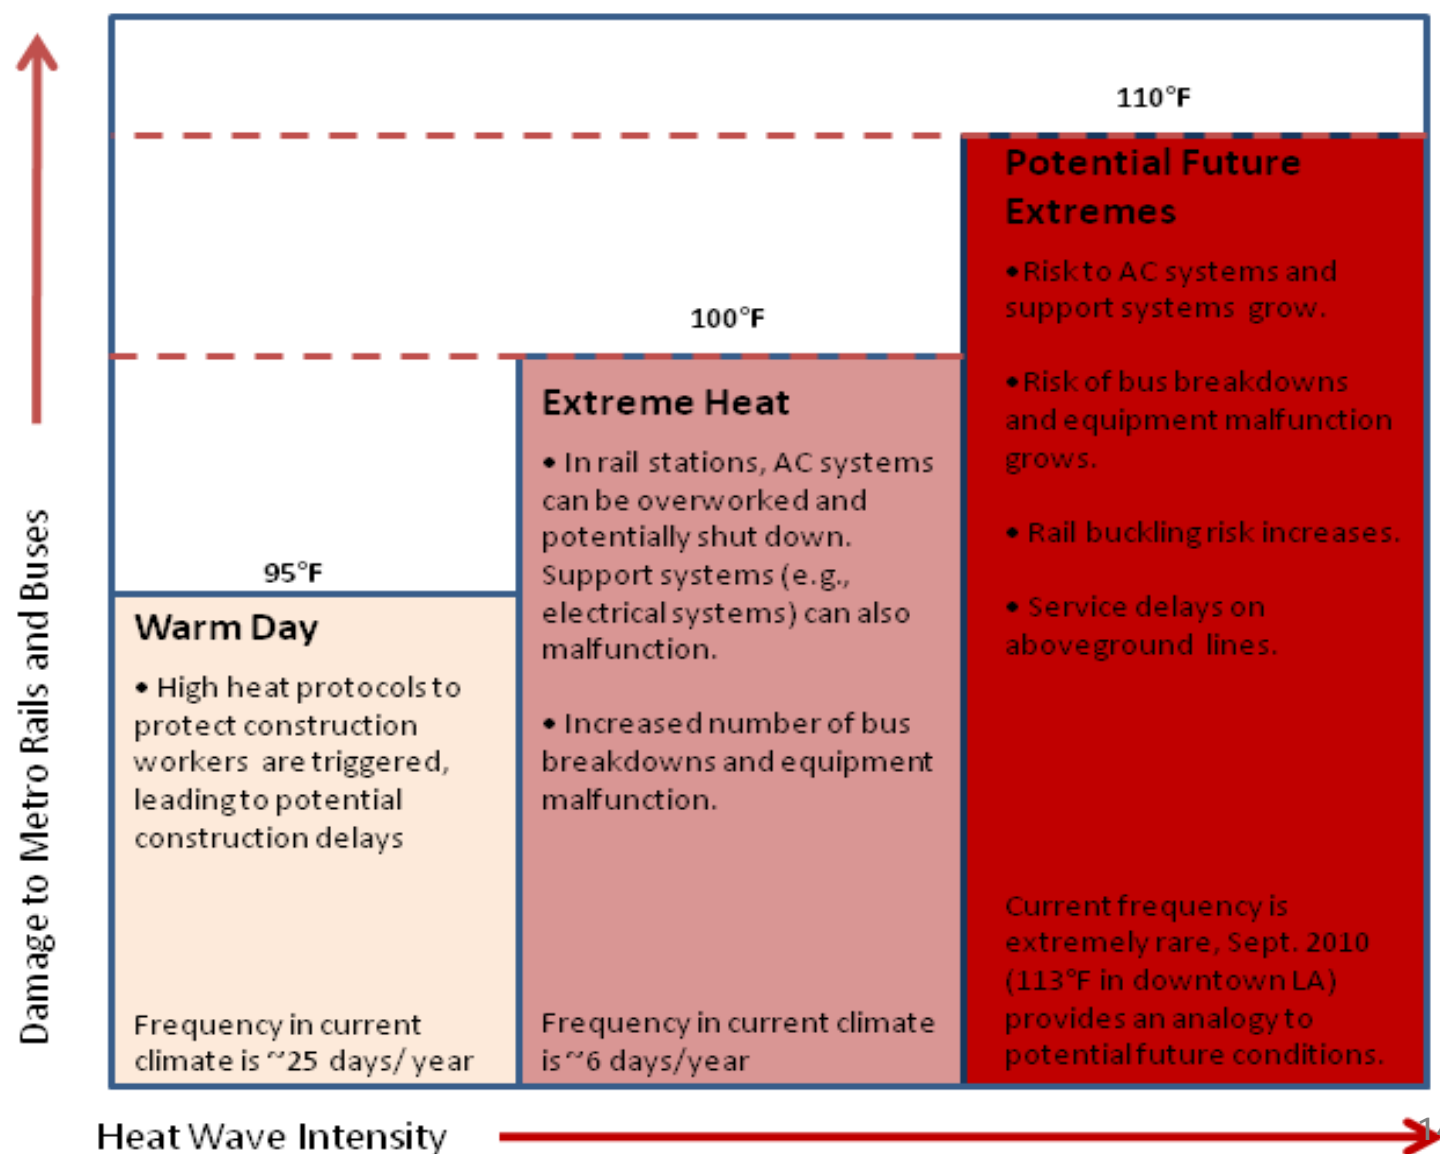 Damage to Metro Rails and Buses
110°F
100°F
95°F
Warm Day
• High heat protocols to
protect construction
workers are triggered,
leading to potential
construction delays
Frequency in current
climate is ~25 days/ year
Extreme Heat
• In rail stations, AC systems
can be overworked and
potentially shut down.
Support systems (e.g.,
electrical systems) can also
malfunction.
• Increased number of bus
breakdowns and equipment
malfunction.
Frequency in current climate
is ~6 days/year
Potential Future
Extremes
• Risk to AC systems and
support systems grow.
• Risk of bus breakdowns
and equipment malfunction
grows.
• Rail buckling risk increases.
• Service delays on
aboveground lines.
Current frequency is
extremely rare, Sept. 2010
(113°F in downtown LA)
provides an analogy to
potential future conditions.
Heat Wave Intensity